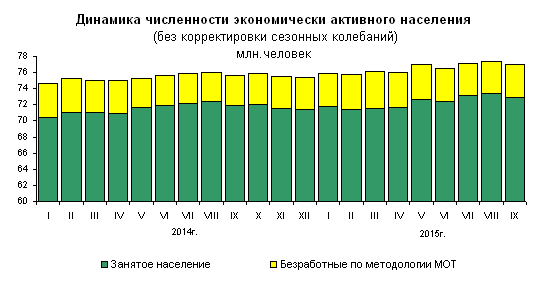 Динамика численности экономически активного населения
(без корректировки сезонных колебаний)
млн.человек
78
76
74
72
70
68
66
64
62
60
I II III IV V VI VII VIII IX X XI XII I II III IV V VI VII VIII IX
2014г. 2015г.
Занятое население Безработные по методологии МОТ